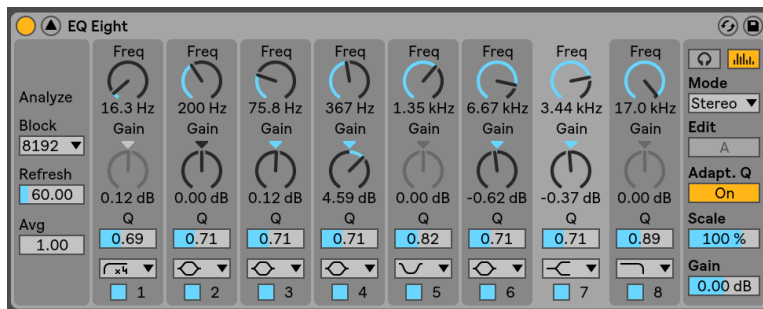 EQ Eight
Freq Freq Freq Freq Freq Freq Freq Freq
16.3 Hz 200 Hz 75.8 Hz 367 Hz 1.35 kHz 6.67 kHz 3.44 kHz 17.0 kHz
Gain Gain Gain Gain Gain Gain Gain Gain
0.12 dB 0.00 dB 0.12 dB 4.59 dB 0.00 dB -0.62 dB -0.37 dB 0.00 dB
Q Q Q Q Q Q Q Q
0.69 0.71 0.71 0.71 0.82 0.71 0.71 0.89
x4
1 2 3 4 5 6 7 8
Analyze
Block
8192
Refresh
60.00
Avg
1.00
Mode
Stereo
Edit
A
Adapt. Q
On
Scale
100 %
Gain
0.00 dB